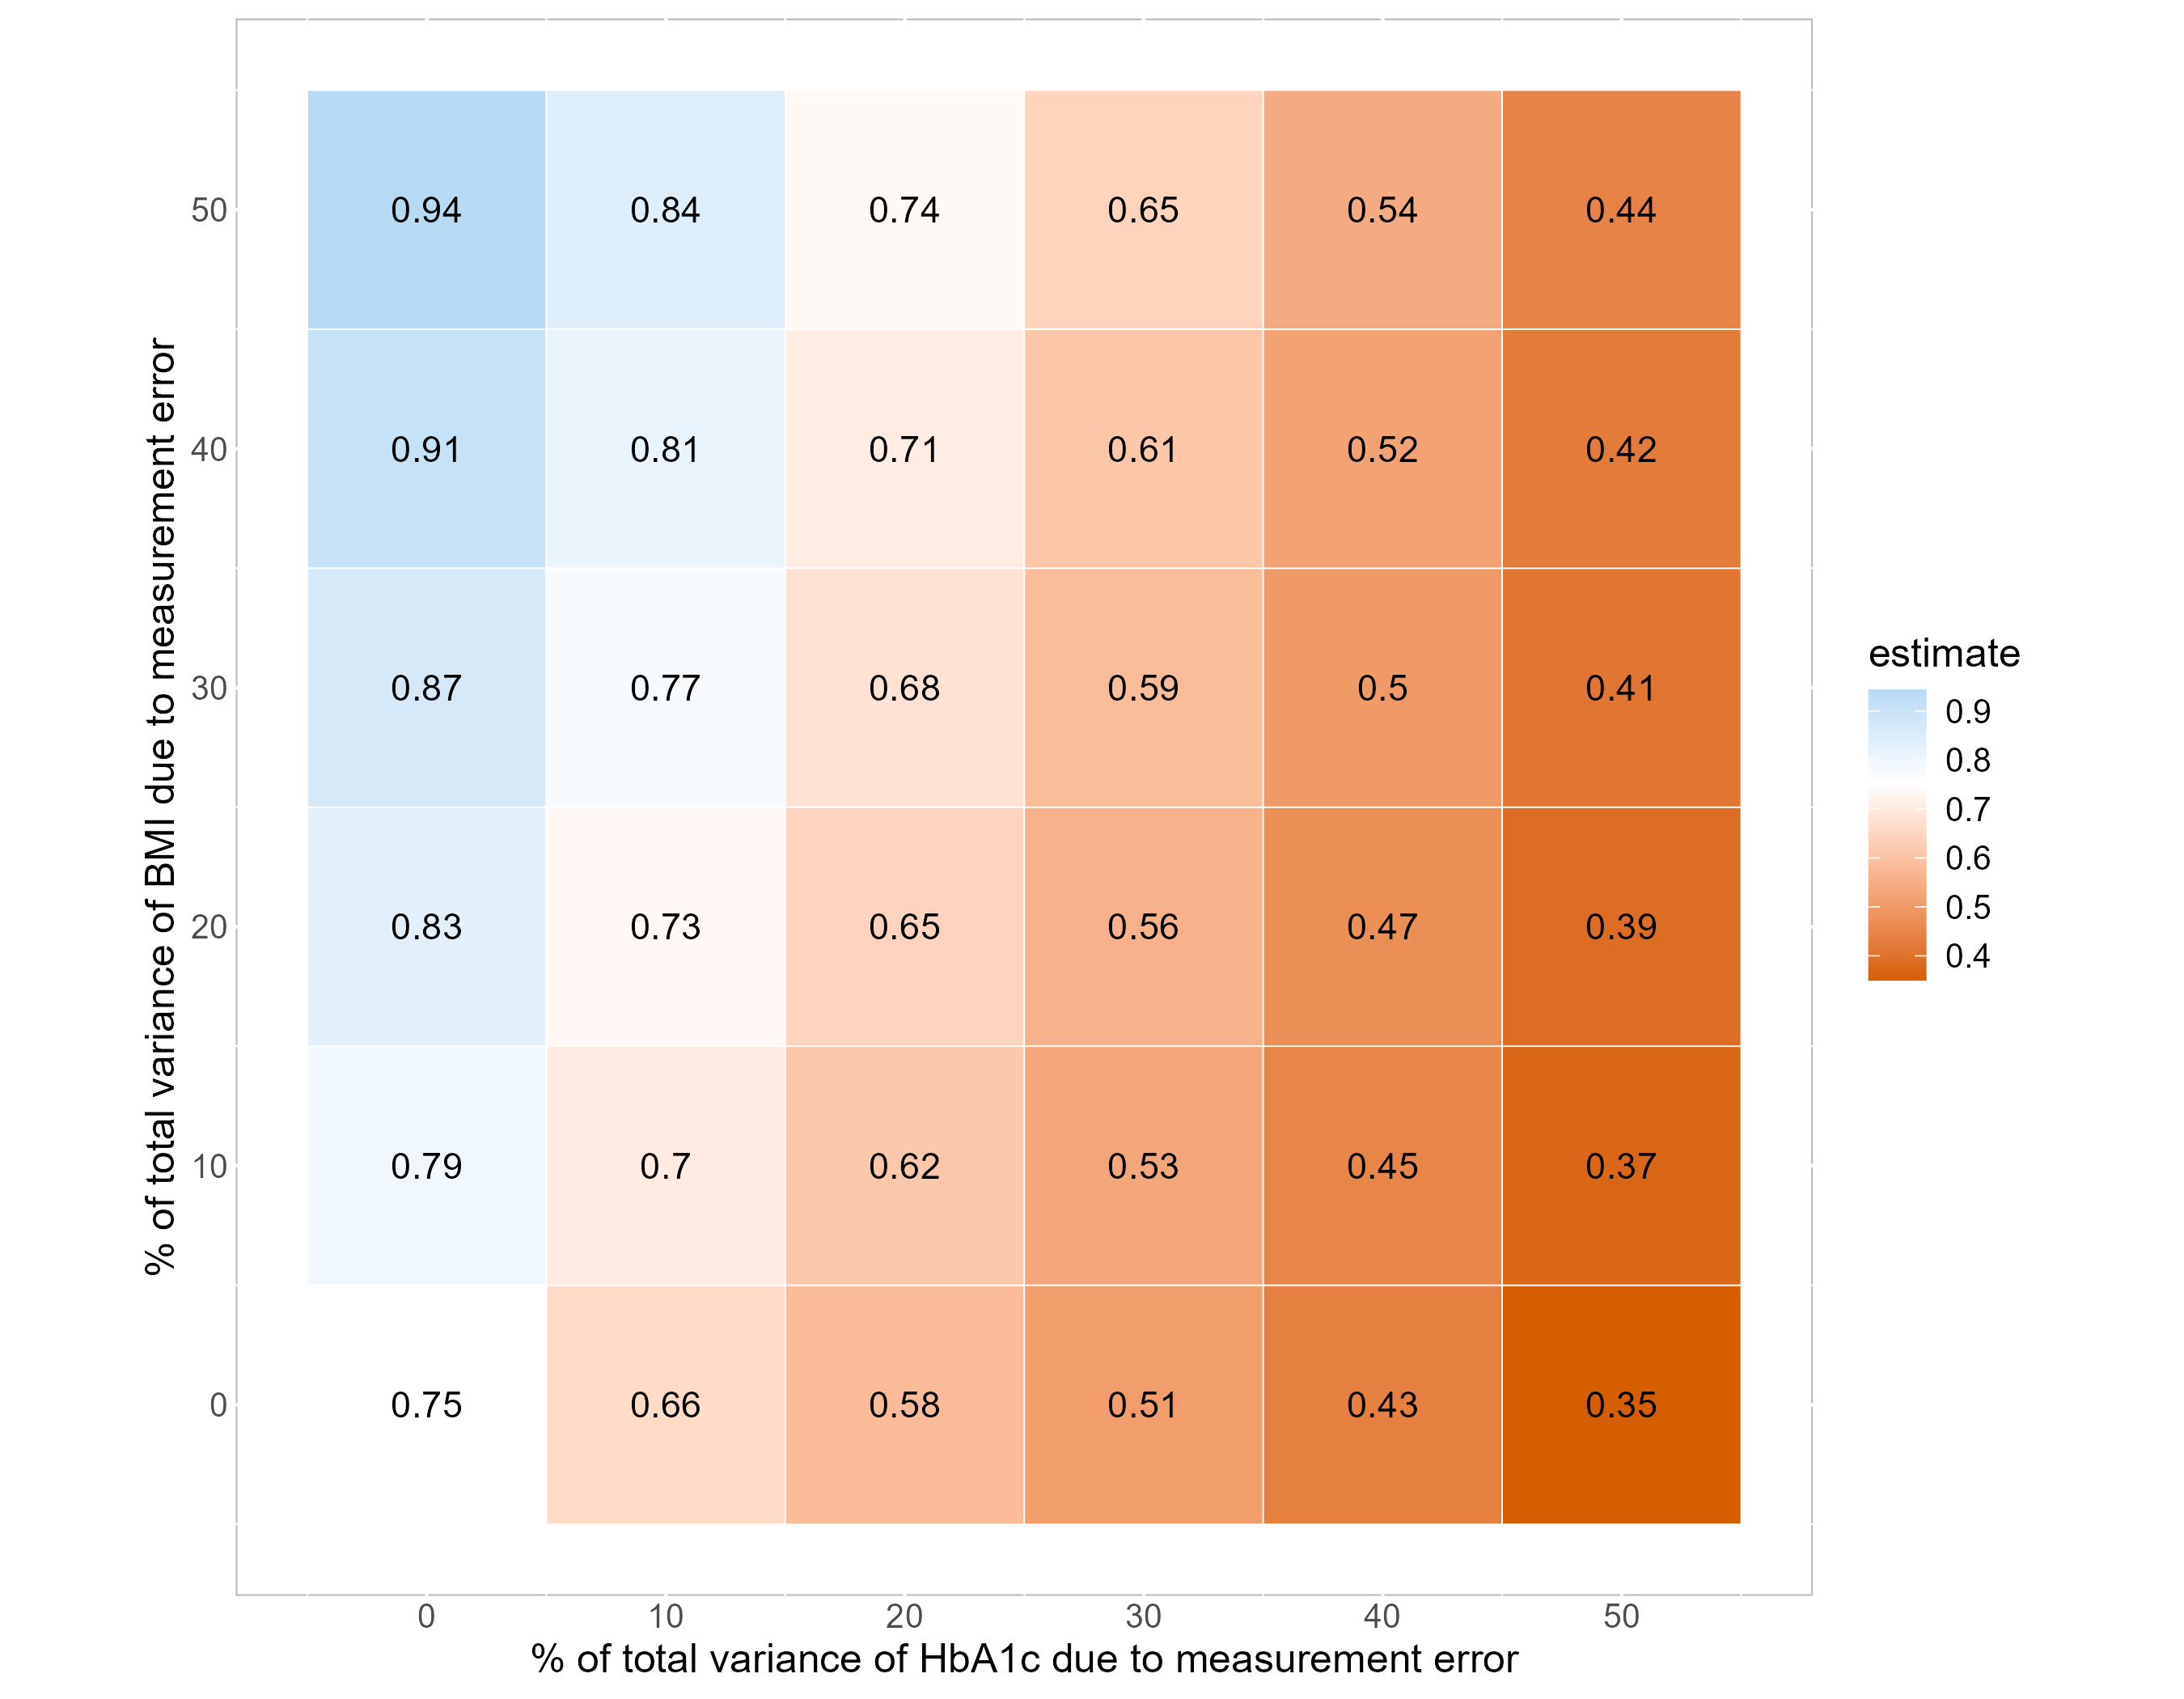 % of total variance of BMI due to measurement error
50 0.94 0.84 0.74 0.65 0.54 0.44
40 0.91 0.81 0.71 0.61 0.52 0.42
30 0.87 0.77 0.68 0.59 0.5 0.41
20 0.83 0.73 0.65 0.56 0.47 0.39
10 0.79 0.7 0.62 0.53 0.45 0.37
0 0.75 0.66 0.58 0.51 0.43 0.35
0 10 20 30 40 50
% of total variance of HbA1c due to measurement error
estimate
0.9
0.8
0.7
0.6
0.5
0.4